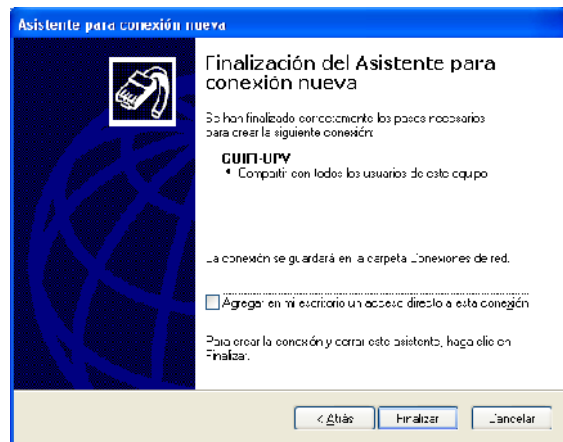 Asistente para conexión nueva
Finalización del Asistente para
conexión nueva
Se han finalizado correctamente los pasos necesarios
para crear la siguiente conexión:
GUIFI-UPV
• Compartir con todos los usuarios de este equipo
La conexión se guardará en la carpeta Conexiones de red.
Agregar en mi escritorio un acceso directo a esta conexión
Para crear la conexión y cerrar este asistente, haga clic en
Finalizar.
< Atrás
Finalizar
Cancelar